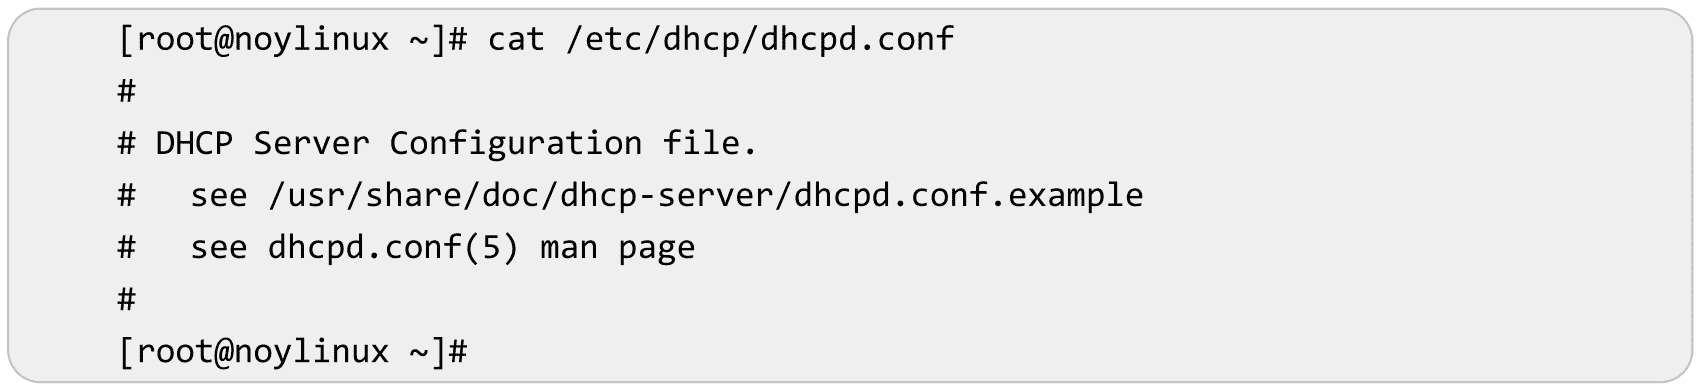 [root@noylinux ~]# cat /etc/dhcp/dhcpd.conf
#
# DHCP Server Configuration file.
#   see /usr/share/doc/dhcp-server/dhcpd.conf.example
#   see dhcpd.conf(5) man page
#
[root@noylinux ~]#